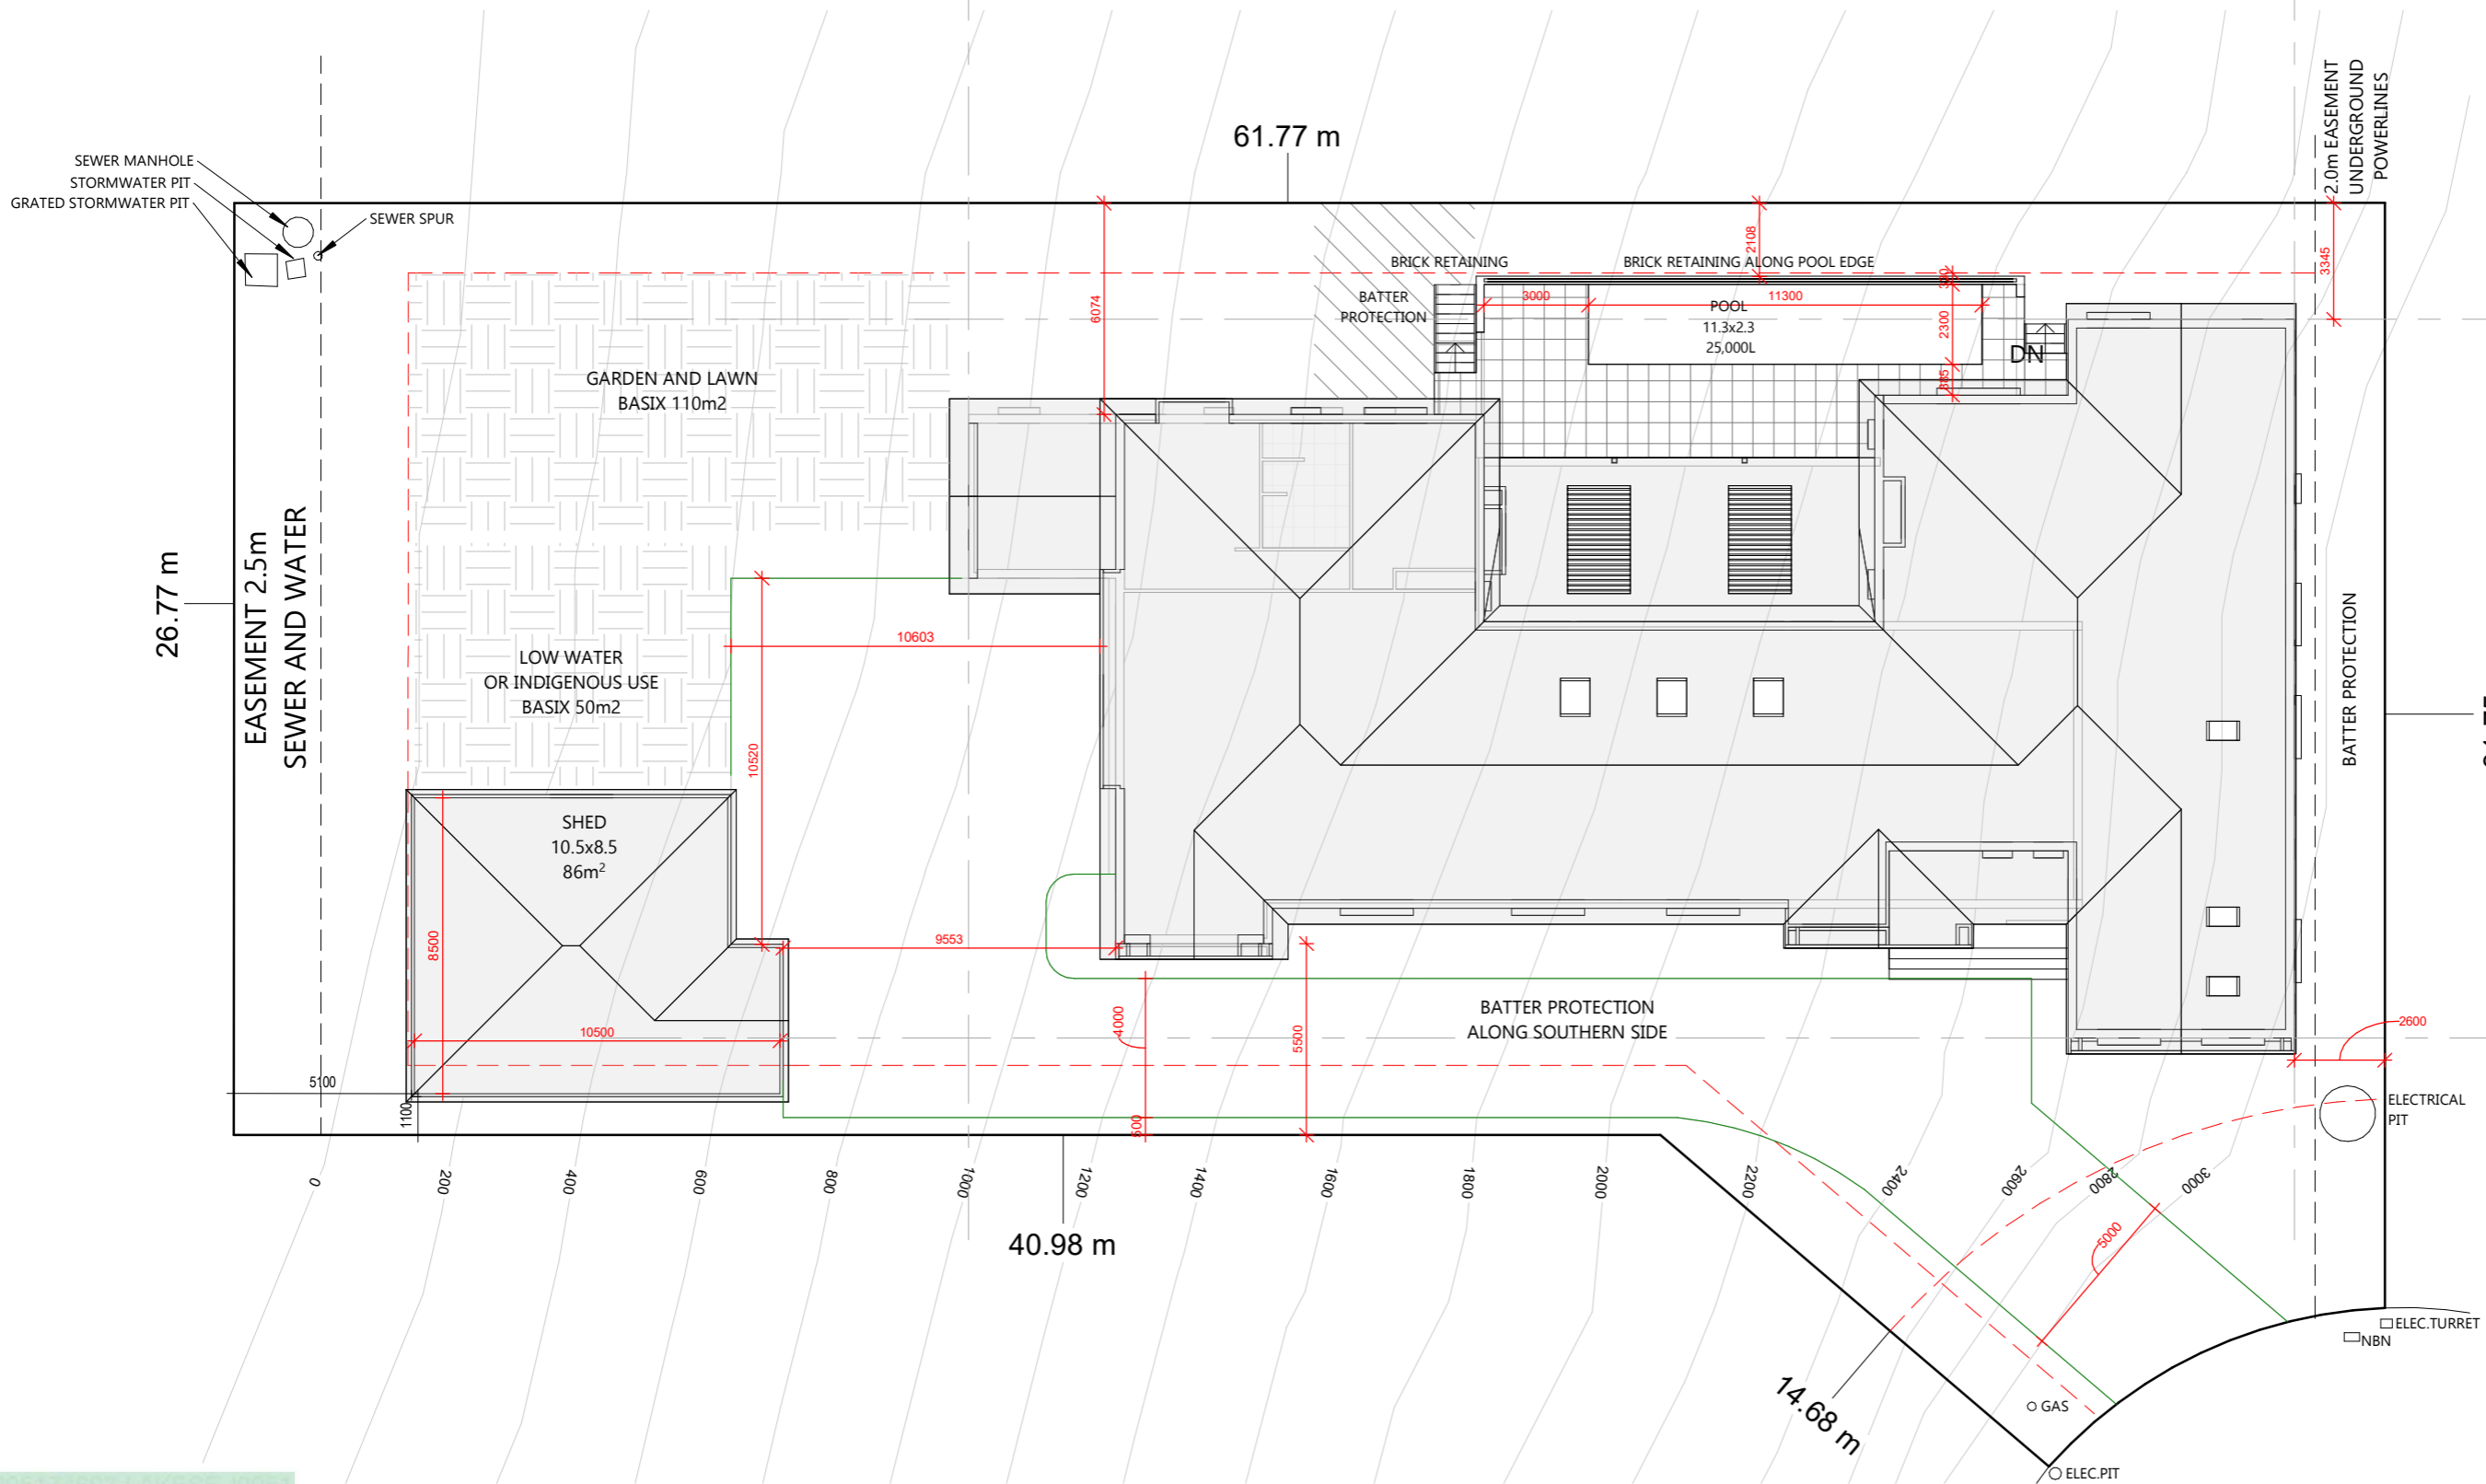 61.77 m
2.0m EASEMENT
UNDERGROUND
POWERLINES
SEWER MANHOLE
STORMWATER PIT
GRATED STORMWATER PIT
SEWER SPUR
2108
3345
BRICK RETAINING
BRICK RETAINING ALONG POOL EDGE
6074
BATTER
PROTECTION
3000
11300
POOL
11.3x2.3
25,000L
2300
DN
GARDEN AND LAWN
BASIX 110m2
26.77 m
EASEMENT 2.5m
SEWER AND WATER
10603
LOW WATER
OR INDIGENOUS USE
BASIX 50m2
BATTER PROTECTION
10520
SHED
10.5x8.5
86m²
8500
9553
10500
4000
5500
BATTER PROTECTION
ALONG SOUTHERN SIDE
2600
5100
1100
500
ELECTRICAL
PIT
0
200
400
600
800
1000
1200
1400
1600
1800
2000
2200
2400
2600
2800
3000
40.98 m
5000
14.68 m
ELEC.TURRET
NBN
GAS
ELEC.PIT